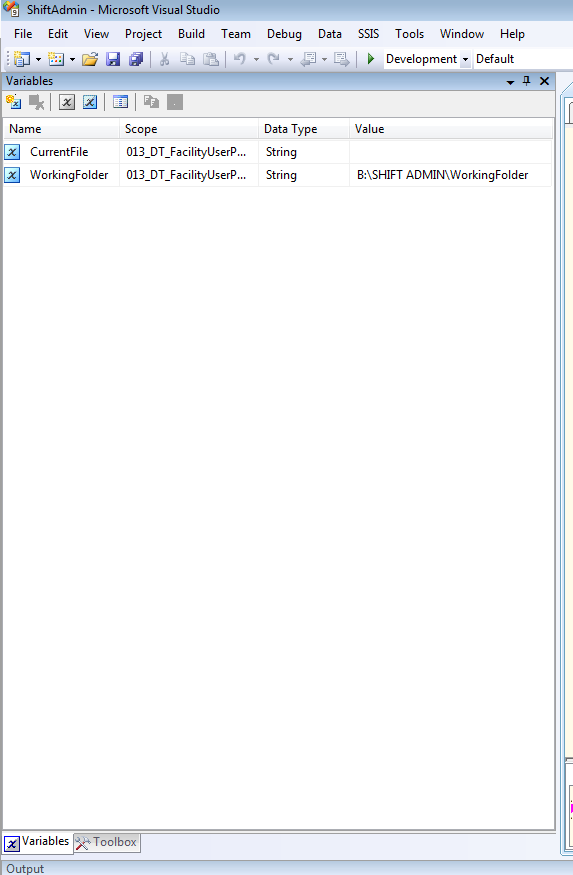 ShiftAdmin - Microsoft Visual Studio
File Edit View Project Build Team Debug Data SSIS Tools Window Help
Development Default
Variables
Name Scope Data Type Value
CurrentFile 013_DT_FacilityUserP... String
WorkingFolder 013_DT_FacilityUserP... String B:\SHIFT ADMIN\WorkingFolder
Variables Toolbox
Output